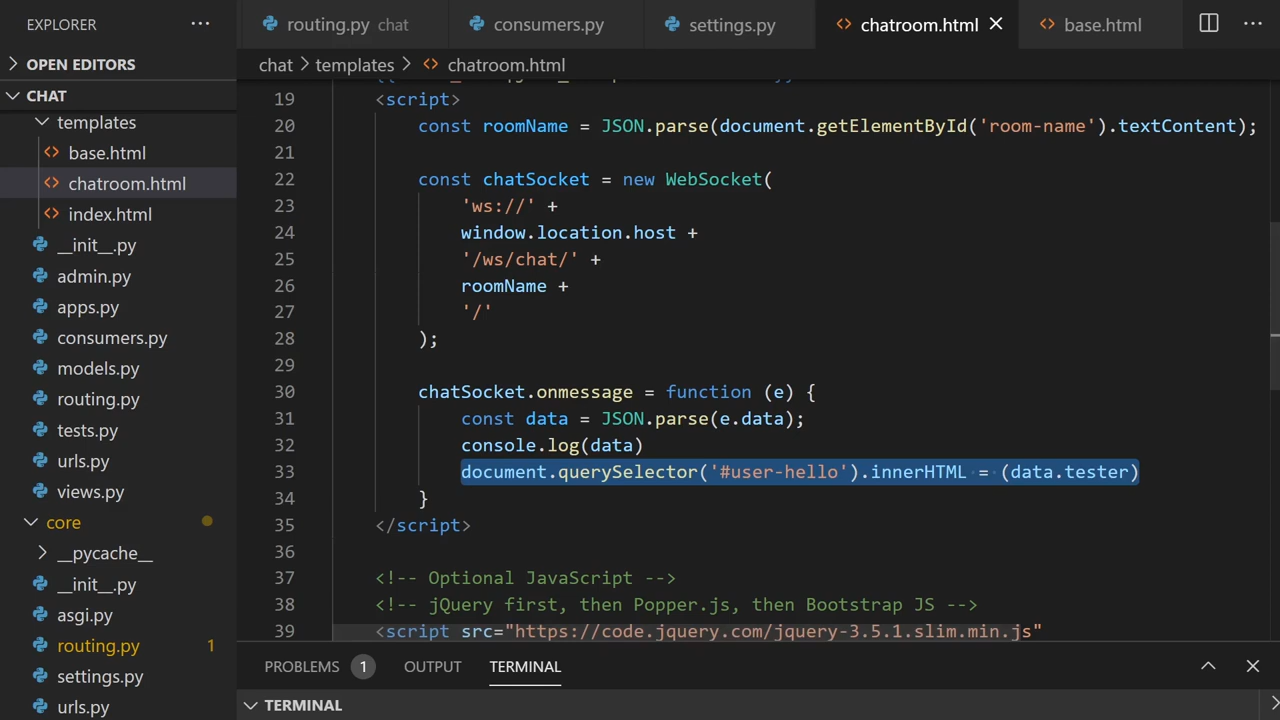 EXPLORER ···
routing.py chat
consumers.py
settings.py
chatroom.html
base.html
···
OPEN EDITORS
CHAT
templates
base.html
chatroom.html
index.html
__init__.py
admin.py
apps.py
consumers.py
models.py
routing.py
tests.py
urls.py
views.py
core
__pycache__
__init__.py
asgi.py
routing.py 1
settings.py
urls.py
chat > templates > chatroom.html
19 <script>
20 const roomName = JSON.parse(document.getElementById('room-name').textContent);
21
22 const chatSocket = new WebSocket(
23 'ws://' +
24 window.location.host +
25 '/ws/chat/' +
26 roomName +
27 '/'
28 );
29
30 chatSocket.onmessage = function (e) {
31 const data = JSON.parse(e.data);
32 console.log(data)
33 document.querySelector('#user-hello').innerHTML = (data.tester)
34 }
35 </script>
36
37 <!-- Optional JavaScript -->
38 <!-- jQuery first, then Popper.js, then Bootstrap JS -->
39 <script src="https://code.jquery.com/jquery-3.5.1.slim.min.js"
PROBLEMS 1 OUTPUT TERMINAL
TERMINAL